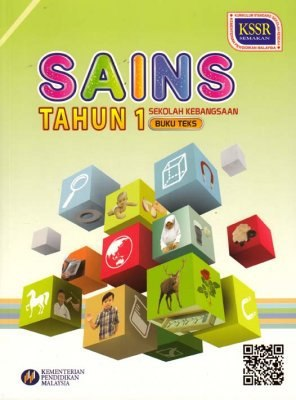 KSSR
SEMAKAN
SAINS
TAHUN 1
SEKOLAH KEBANGSAAN
BUKU TEKS
KEMENTERIAN
PENDIDIKAN
MALAYSIA